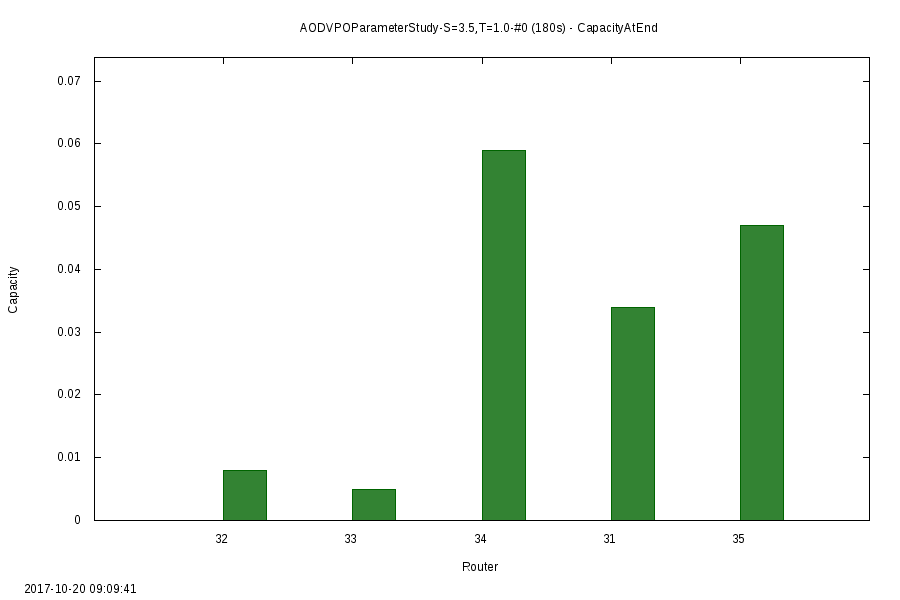 AODVPOParameterStudy-S=3.5,T=1.0-#0 (180s) - CapacityAtEnd
0.07
0.06
0.05
0.04
0.03
0.02
0.01
0
Capacity
32 33 34 31 35
Router
2017-10-20 09:09:41